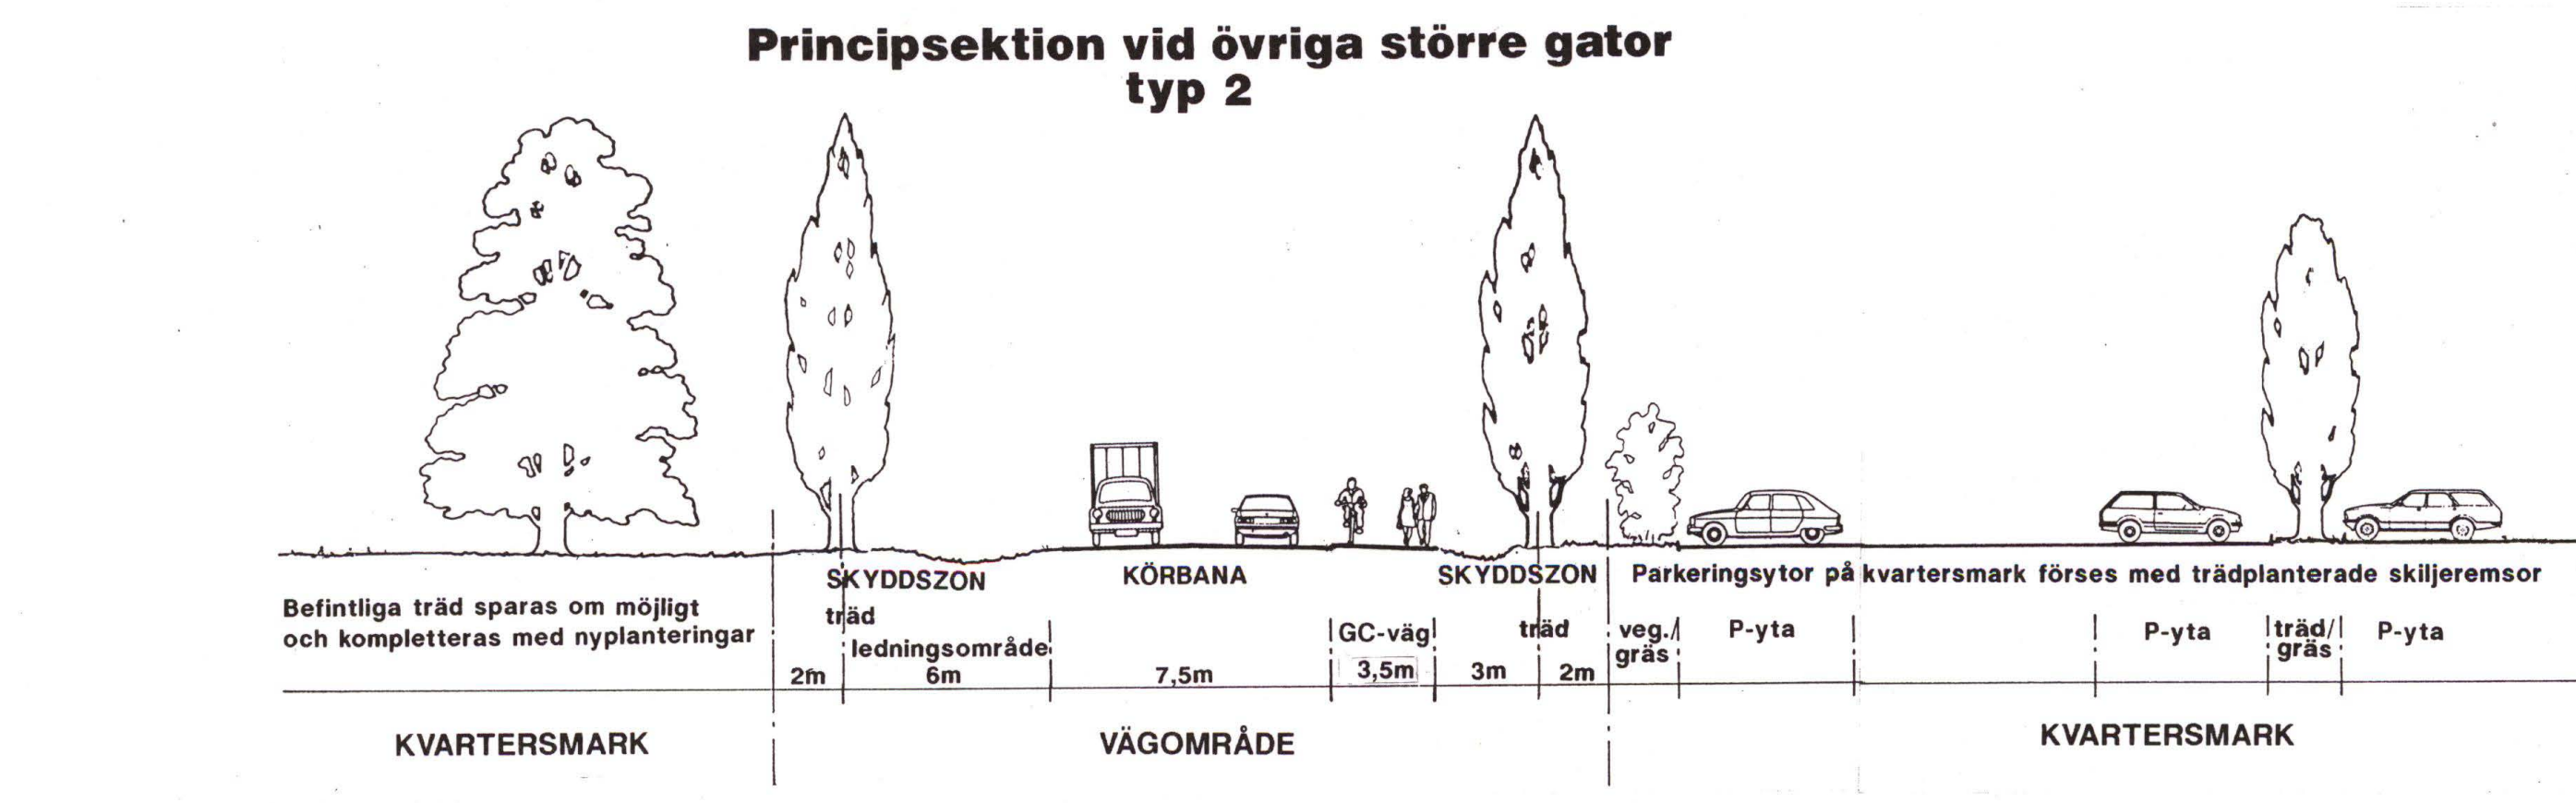 Principsektion vid övriga större gator
typ 2
SKYDDSZON
KÖRBANA
SKYDDSZON
Parkeringsytor på kvartersmark förses med trädplanterade skiljeremsor
Befintliga träd sparas om möjligt
och kompletteras med nyplanteringar
träd
ledningsområde
GC-väg
träd
veg./
gräs
P-yta
P-yta
träd/
gräs
P-yta
2m
6m
7,5m
3,5m
3m
2m
KVARTERSMARK
VÄGOMRÅDE
KVARTERSMARK